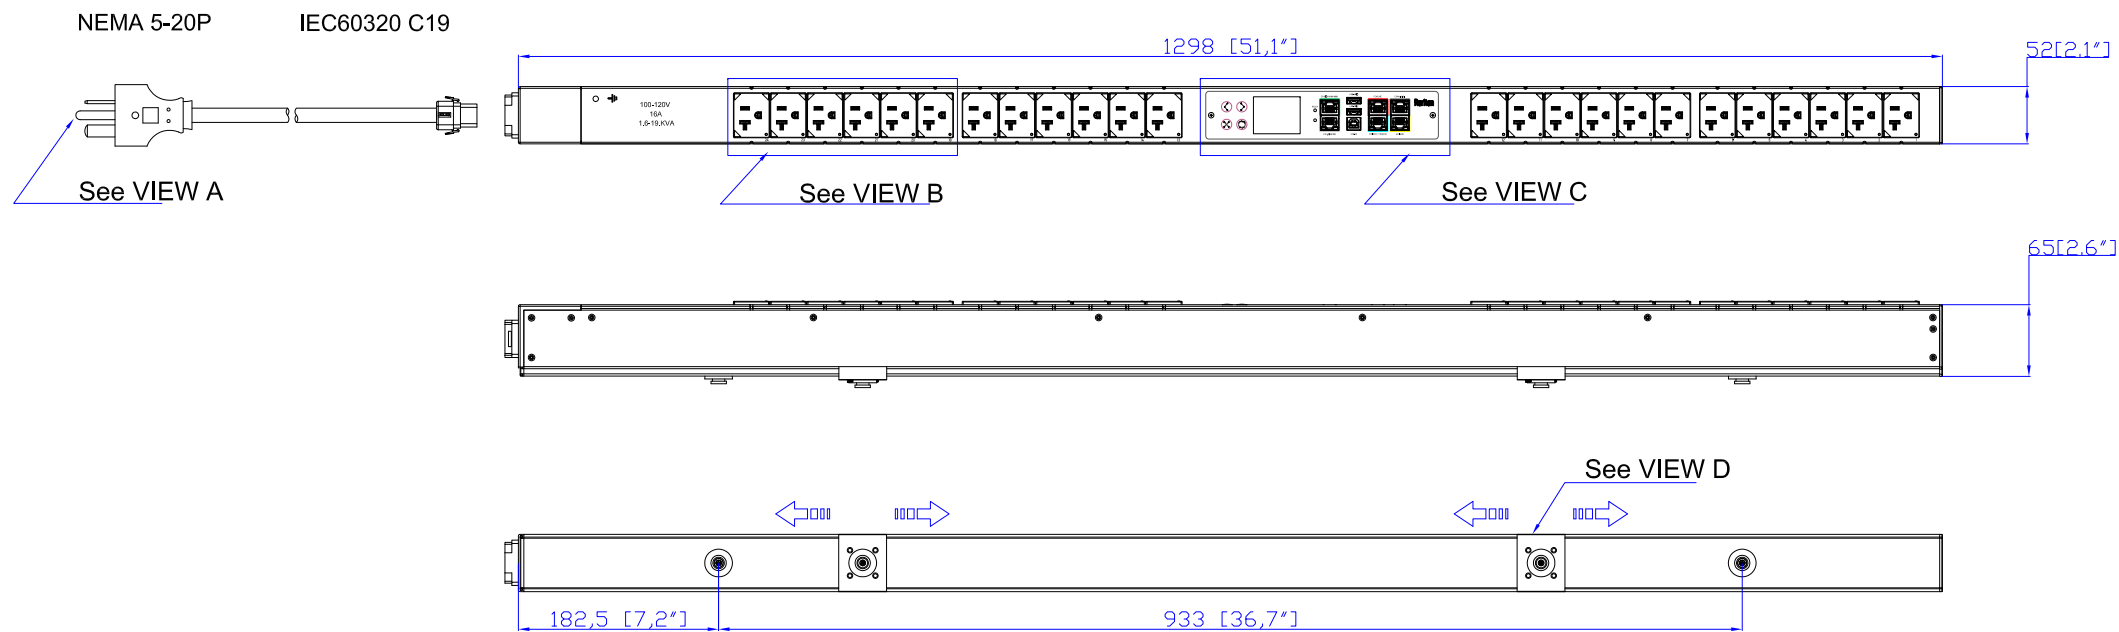 NEMA 5-20P
IEC60320 C19
1298 [51,1"]
52[2.1"]
100-120V
16A
1,6-19,KVA
See VIEW A
See VIEW B
See VIEW C
65[2.6"]
See VIEW D
182,5 [7,2"]
933 [36,7"]